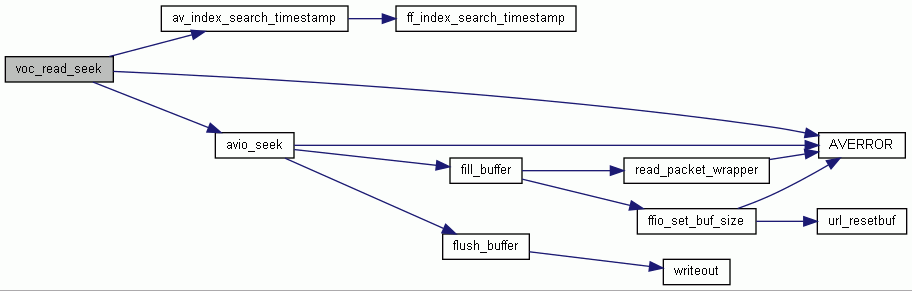 av_index_search_timestamp
ff_index_search_timestamp
voc_read_seek
avio_seek
AVERROR
fill_buffer
read_packet_wrapper
ffio_set_buf_size
url_resetbuf
flush_buffer
writeout